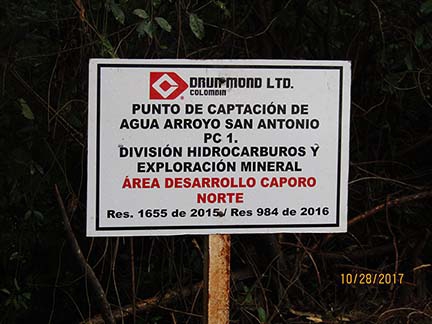 DRUMMOND LTD.
COLOMBIA
PUNTO DE CAPTACIÓN DE
AGUA ARROYO SAN ANTONIO
PC 1.
DIVISIÓN HIDROCARBUROS Y
EXPLORACIÓN MINERAL
ÁREA DESARROLLO CAPORO
NORTE
Res. 1655 de 2015/ Res 984 de 2016
10/28/2017